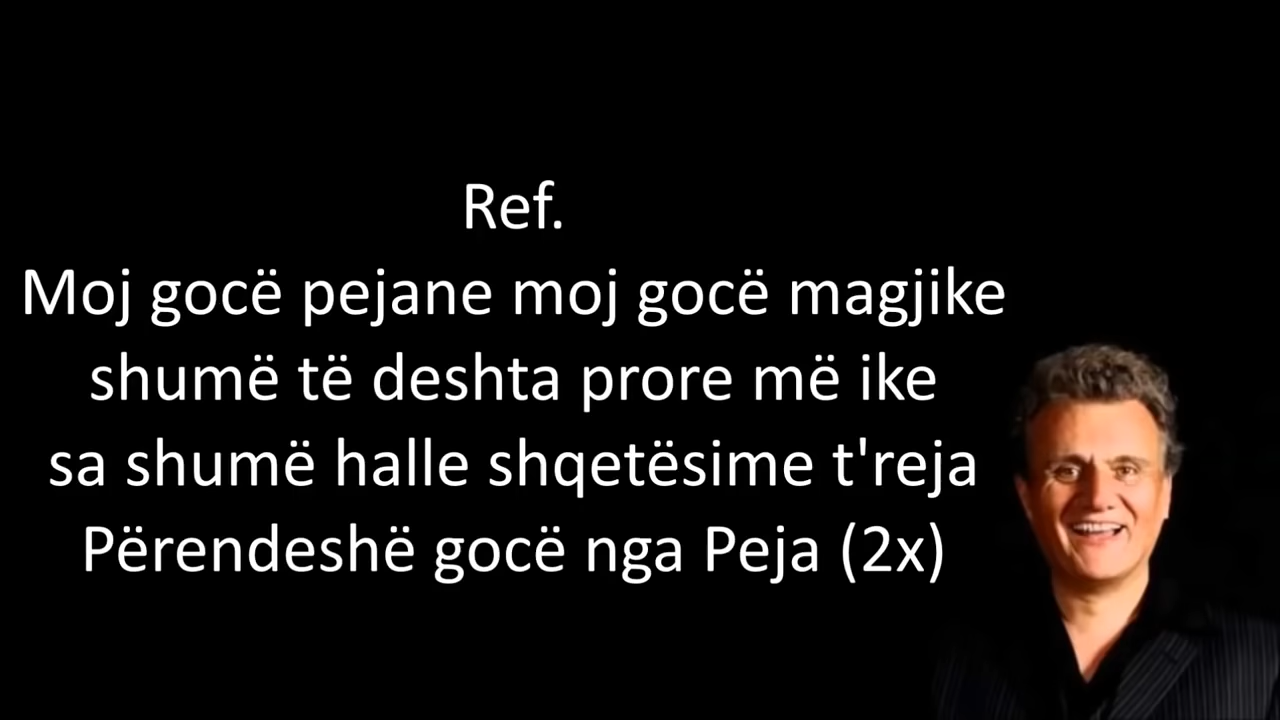 Ref.
Moj gocë pejane moj gocë magjike
shumë të deshta prore më ike
sa shumë halle shqetësime t'reja
Përendeshë gocë nga Peja (2x)